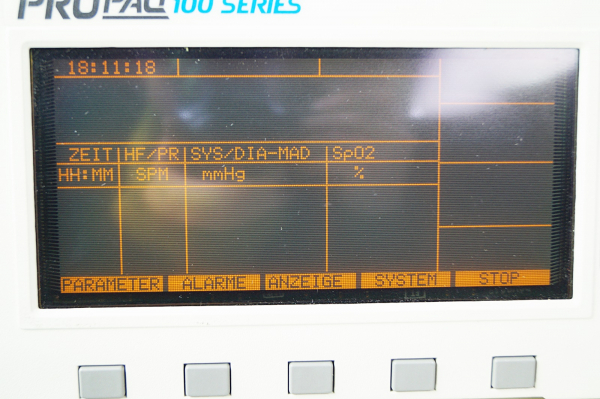 PROPAQ 100 SERIES
18:11:18
ZEIT HF/PR SYS/DIA-MAD SpO2
HH:MM SPM mmHg %
PARAMETER ALARME ANZEIGE SYSTEM STOP